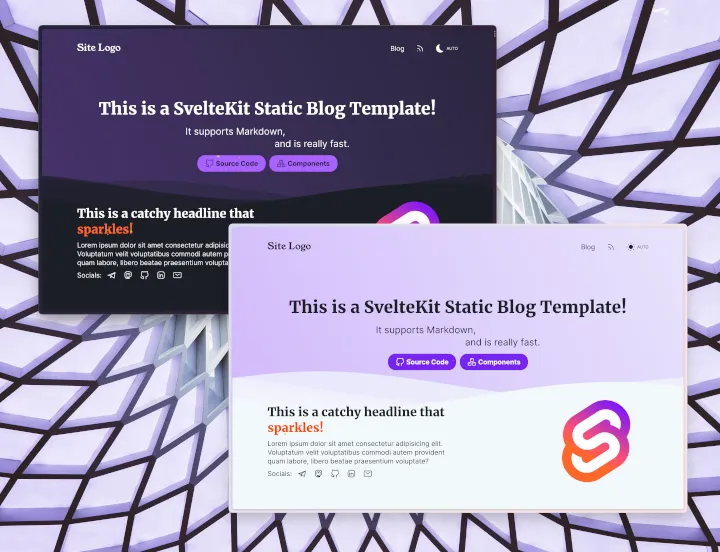 Site Logo
Blog
AUTO
This is a SvelteKit Static Blog Template!
It supports Markdown,
and is really fast.
Source Code
Components
This is a catchy headline that
sparkles!
Lorem ipsum dolor sit amet consectetur adipisic
Voluptatum velit voluptatibus commodi autem p
quam labore, libero beatae praesentium volupta
Socials:
Site Logo
Blog
AUTO
This is a SvelteKit Static Blog Template!
It supports Markdown,
and is really fast.
Source Code
Components
This is a catchy headline that
sparkles!
Lorem ipsum dolor sit amet consectetur adipisicing elit.
Voluptatum velit voluptatibus commodi autem provident
quam labore, libero beatae praesentium voluptate?
Socials: